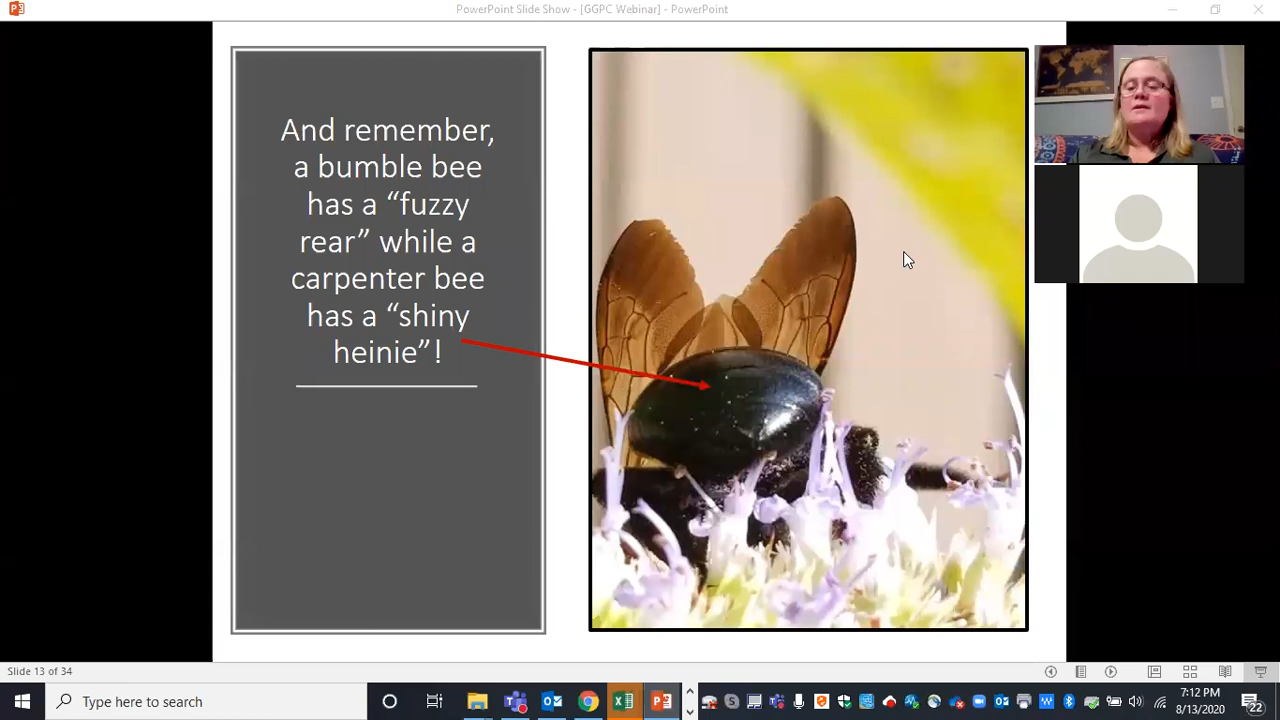 PowerPoint Slide Show - [GGPC Webinar] - PowerPoint
And remember,
a bumble bee
has a “fuzzy
rear” while a
carpenter bee
has a “shiny
heinie”!
Slide 13 of 34
Type here to search
7:12 PM
8/13/2020
22